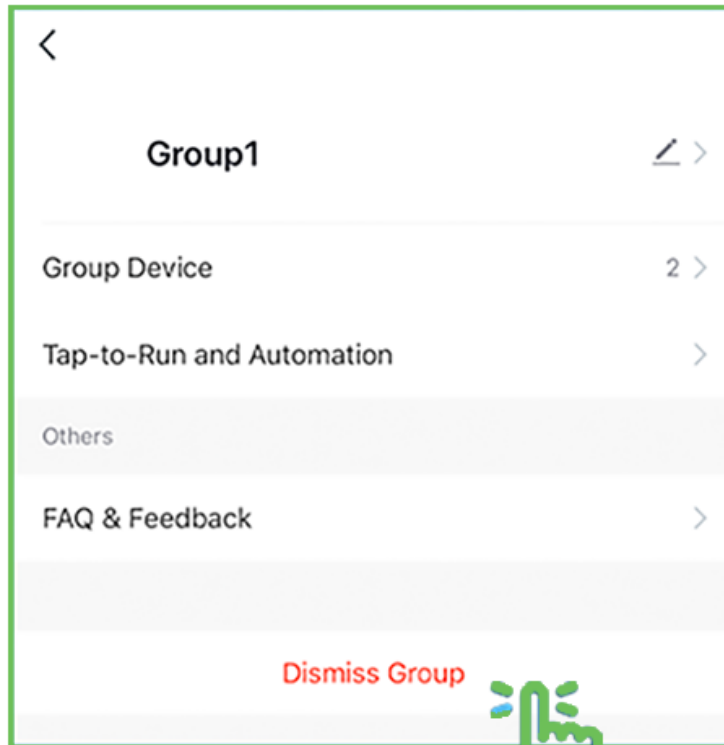 Group1
Group Device 2
Tap-to-Run and Automation
Others
FAQ & Feedback
Dismiss Group